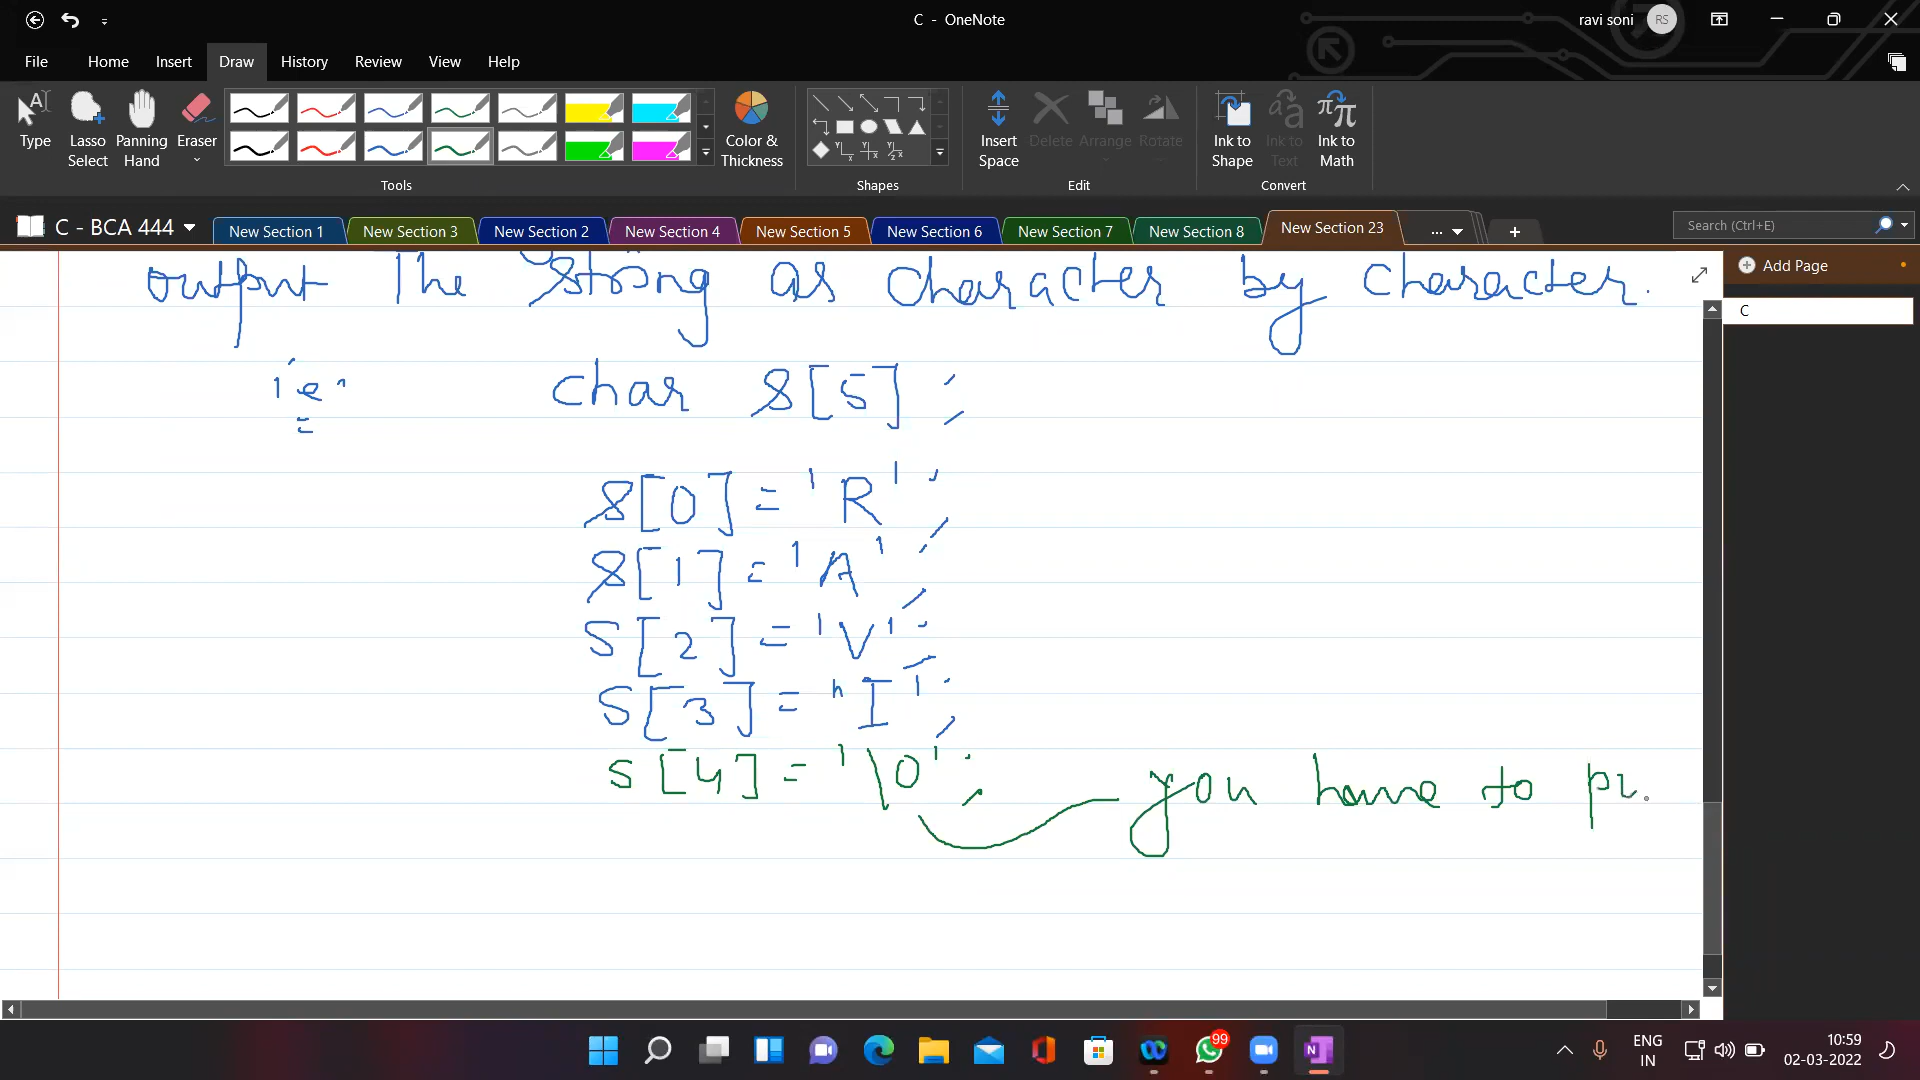 C - OneNote
ravi soni RS
File Home Insert Draw History Review View Help
Type Lasso Select Panning Hand Eraser Color & Thickness Insert Space Delete Arrange Rotate Ink to Shape Ink to Text Ink to Math
Tools Shapes Edit Convert
C - BCA 444 New Section 1 New Section 3 New Section 2 New Section 4 New Section 5 New Section 6 New Section 7 New Section 8 New Section 23 ... Search (Ctrl+E)
Add Page
C
output The string as character by character.
ie. char S[5];
S[0] = 'R';
S[1] = 'A';
S[2] = 'V';
S[3] = 'I';
S[4] = '\0'; you have to pu
99
ENG
IN
10:59
02-03-2022